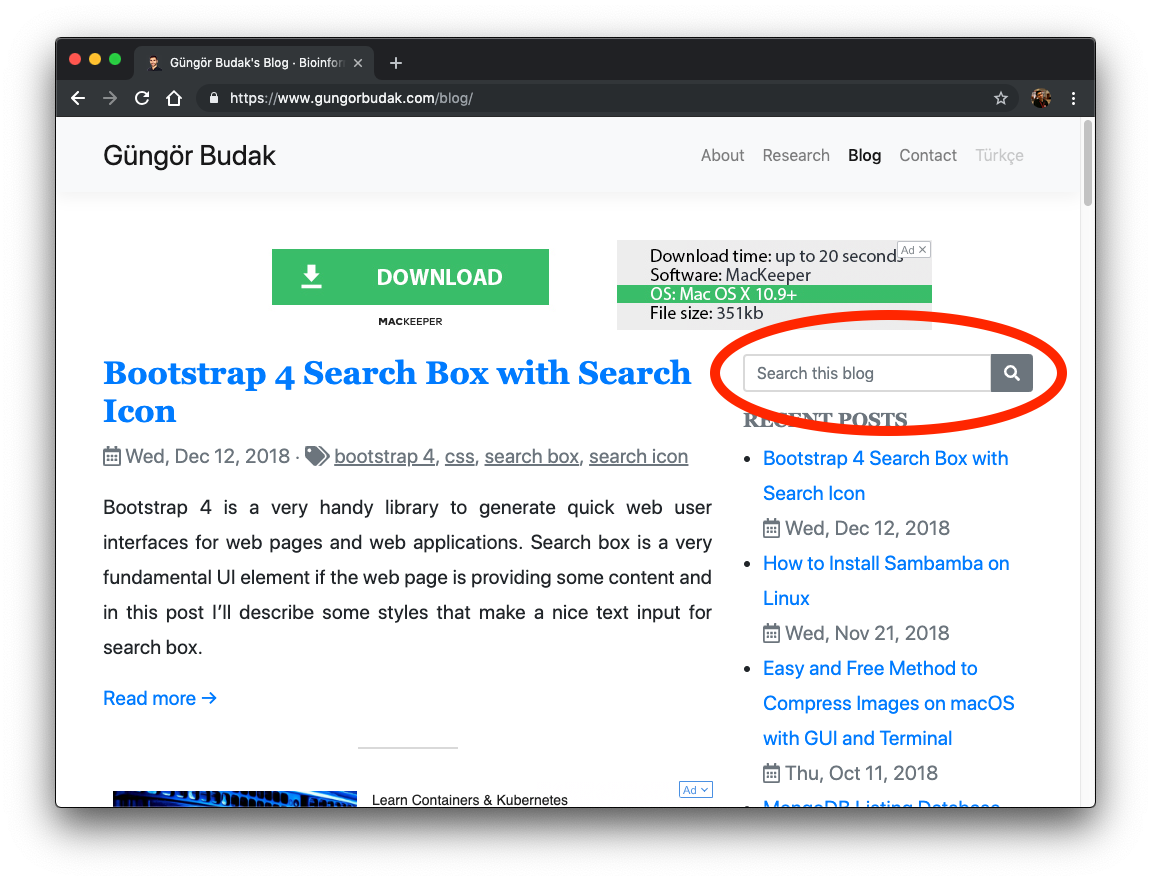 Güngör Budak's Blog · Bioinfor
https://www.gungorbudak.com/blog/
Güngör Budak
About Research Blog Contact Türkçe
DOWNLOAD
MACKEEPER
Ad
Download time: up to 20 seconds
Software: MacKeeper
OS: Mac OS X 10.9+
File size: 351kb
Bootstrap 4 Search Box with Search
Icon
Wed, Dec 12, 2018 · bootstrap 4, css, search box, search icon
Bootstrap 4 is a very handy library to generate quick web user
interfaces for web pages and web applications. Search box is a very
fundamental UI element if the web page is providing some content and
in this post I’ll describe some styles that make a nice text input for
search box.
Read more →
Learn Containers & Kubernetes
Ad
Search this blog
RECENT POSTS
Bootstrap 4 Search Box with
Search Icon
Wed, Dec 12, 2018
How to Install Sambamba on
Linux
Wed, Nov 21, 2018
Easy and Free Method to
Compress Images on macOS
with GUI and Terminal
Thu, Oct 11, 2018
MongoDB Listing Database